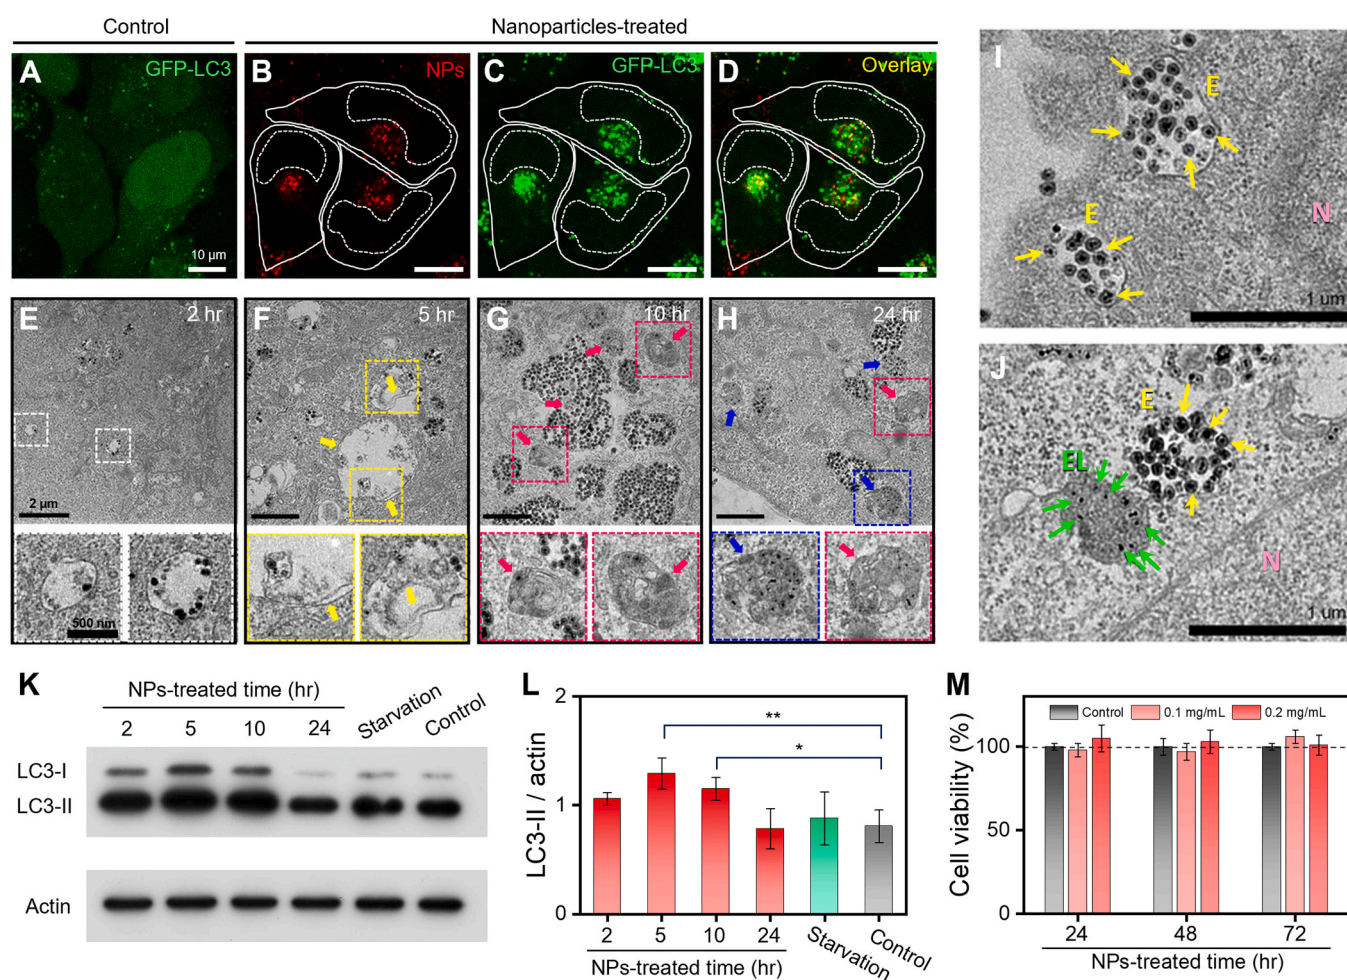 Control
Nanoparticles-treated
A
GFP-LC3
10 µm
B
NPs
C
GFP-LC3
D
Overlay
E
2 hr
2 µm
500 nm
F
5 hr
G
10 hr
H
24 hr
I
E
E
N
1 um
J
E
EL
N
1 um
K
NPs-treated time (hr)
2 5 10 24 Starvation Control
LC3-I
LC3-II
Actin
L
LC3-II / actin
2
1
0
**
*
2 5 10 24 Starvation Control
NPs-treated time (hr)
M
Cell viability (%)
Control 0.1 mg/mL 0.2 mg/mL
100
50
0
24 48 72
NPs-treated time (hr)